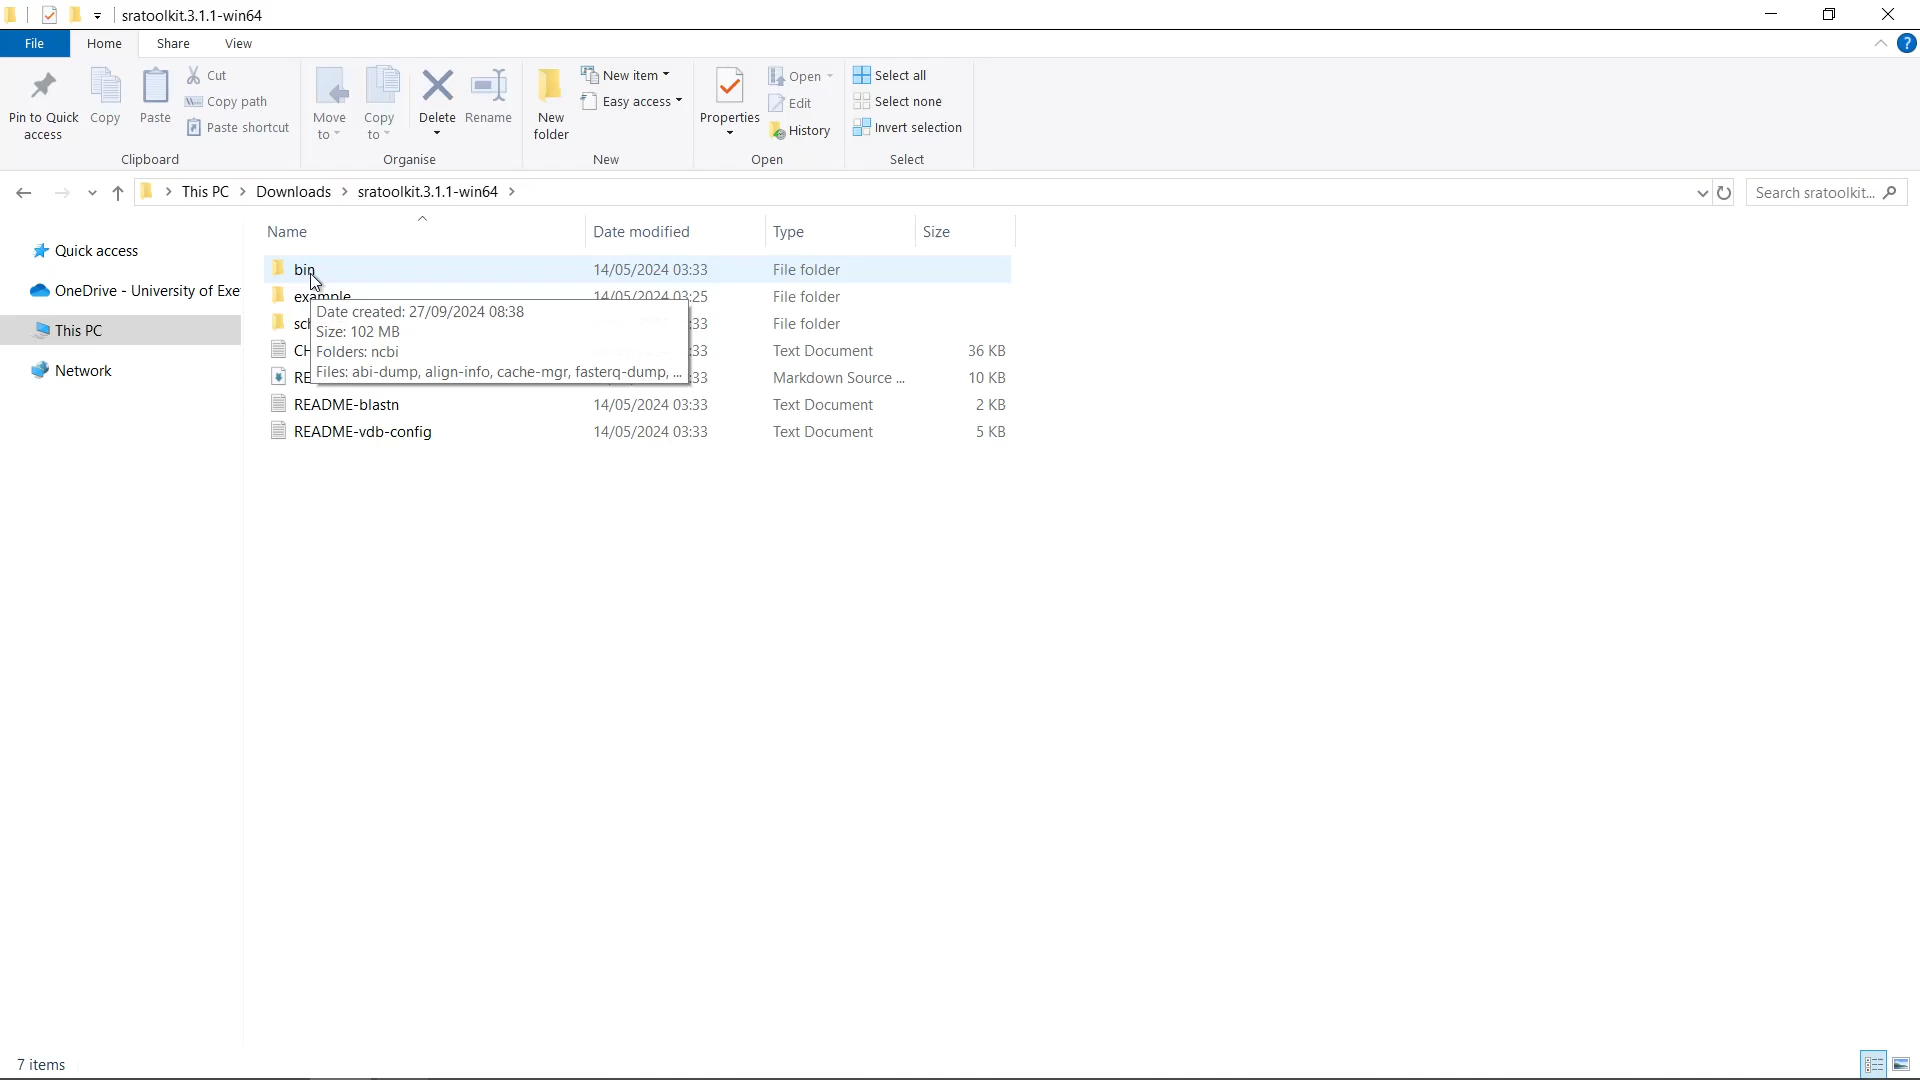 sratoolkit.3.1.1-win64
File Home Share View
Pin to Quick access
Copy
Paste
Cut
Copy path
Paste shortcut
Clipboard
Move to
Copy to
Delete
Rename
Organise
New folder
New item
Easy access
New
Properties
Open
Edit
History
Open
Select all
Select none
Invert selection
Select
This PC > Downloads > sratoolkit.3.1.1-win64 >
Search sratoolkit...
Quick access
OneDrive - University of Exe
This PC
Network
Name Date modified Type Size
bin 14/05/2024 03:33 File folder
example 14/05/2024 03:25 File folder
sch :33 File folder
CH :33 Text Document 36 KB
RE :33 Markdown Source ... 10 KB
README-blastn 14/05/2024 03:33 Text Document 2 KB
README-vdb-config 14/05/2024 03:33 Text Document 5 KB
Date created: 27/09/2024 08:38
Size: 102 MB
Folders: ncbi
Files: abi-dump, align-info, cache-mgr, fasterq-dump, ...
7 items